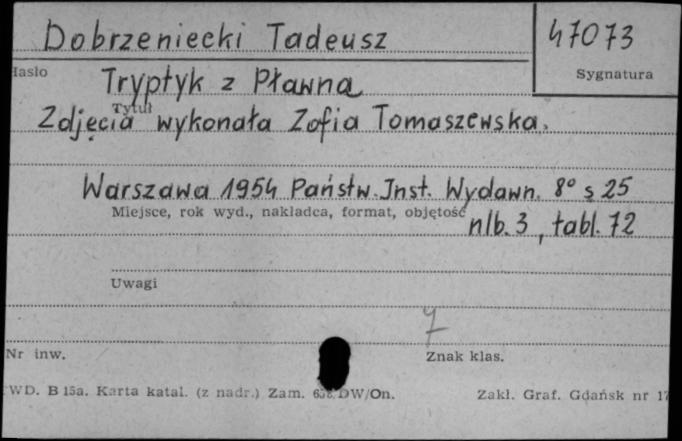 Dobrzeniecki Tadeusz 47073
Hasło Sygnatura
Tryptyk z Pławna
Tytuł
Zdjęcia wykonała Zofia Tomaszewska.
Warszawa 1954 Państw. Inst. Wydawn. 8° s 25
Miejsce, rok wyd., nakładca, format, objętość
nlb. 3, tabl. 72
Uwagi
7
Nr inw. Znak klas.
WD. B 15a. Karta katal. (z nadr.) Zam. DW/On. Zakł. Graf. Gdańsk nr